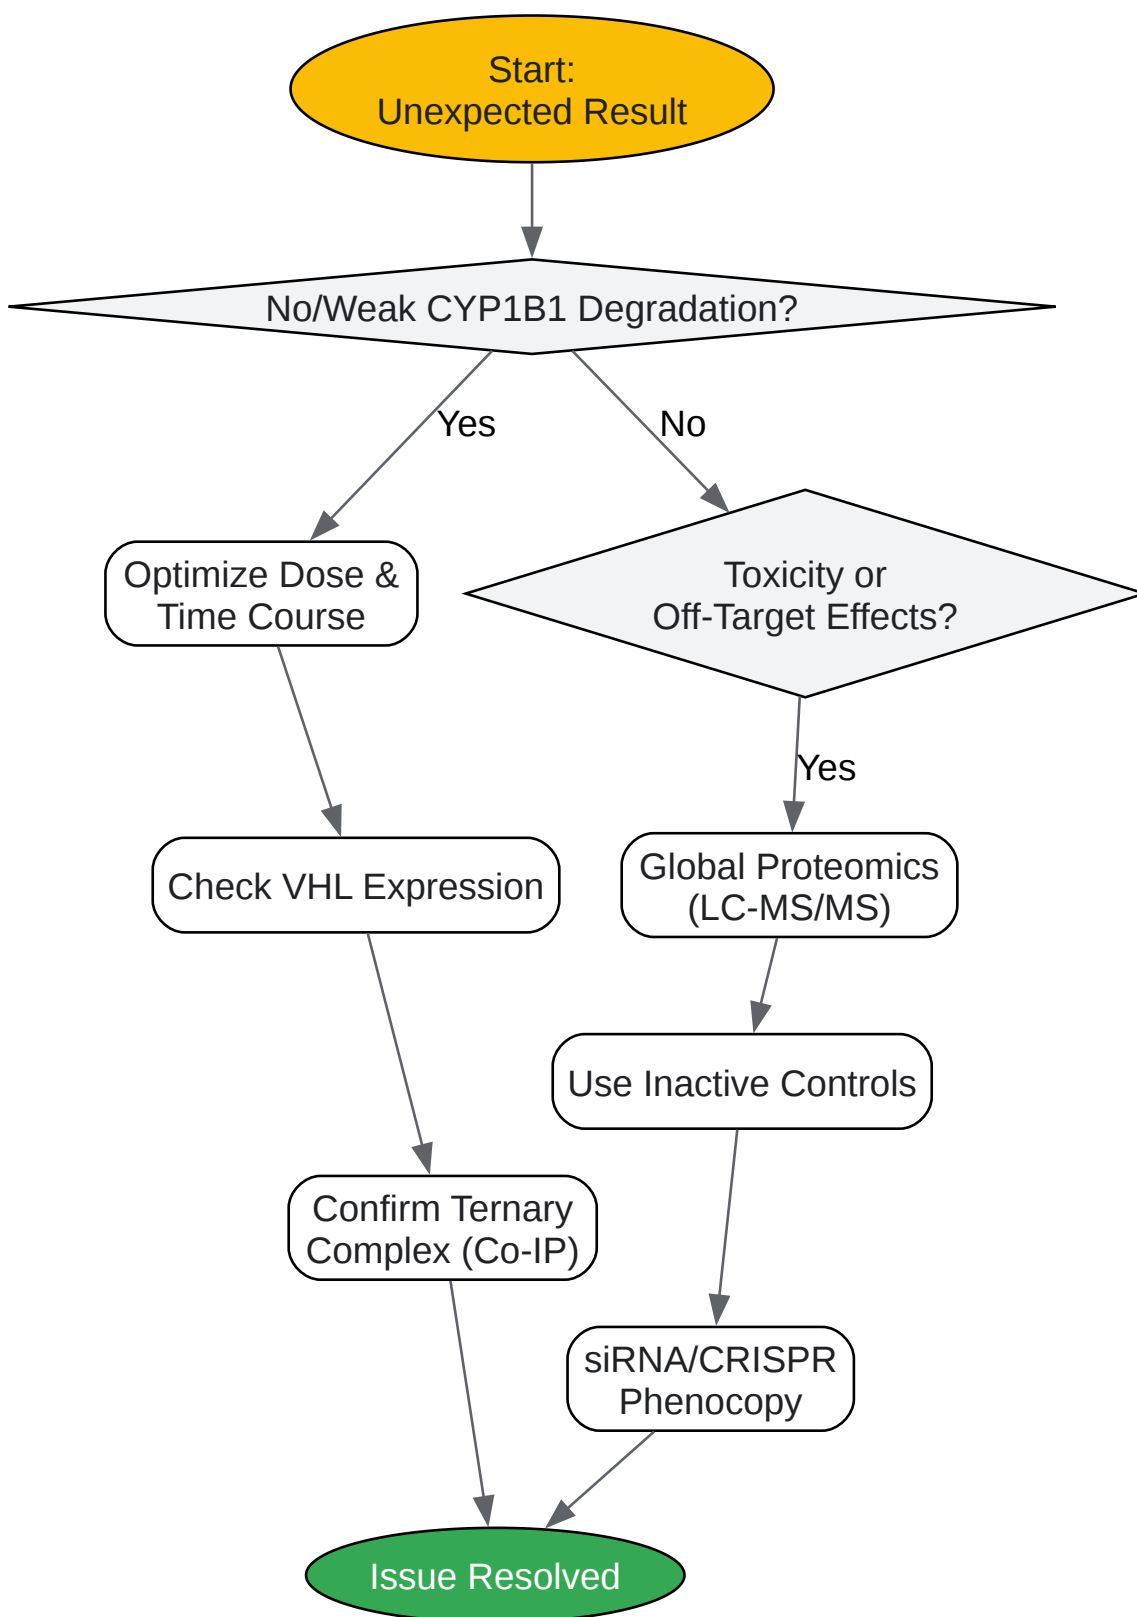 Start:
Unexpected Result
No/Weak CYP1B1 Degradation?
Yes
No
Optimize Dose &
Time Course
Toxicity or
Off-Target Effects?
Yes
Check VHL Expression
Global Proteomics
(LC-MS/MS)
Use Inactive Controls
Confirm Ternary
Complex (Co-IP)
siRNA/CRISPR
Phenocopy
Issue Resolved